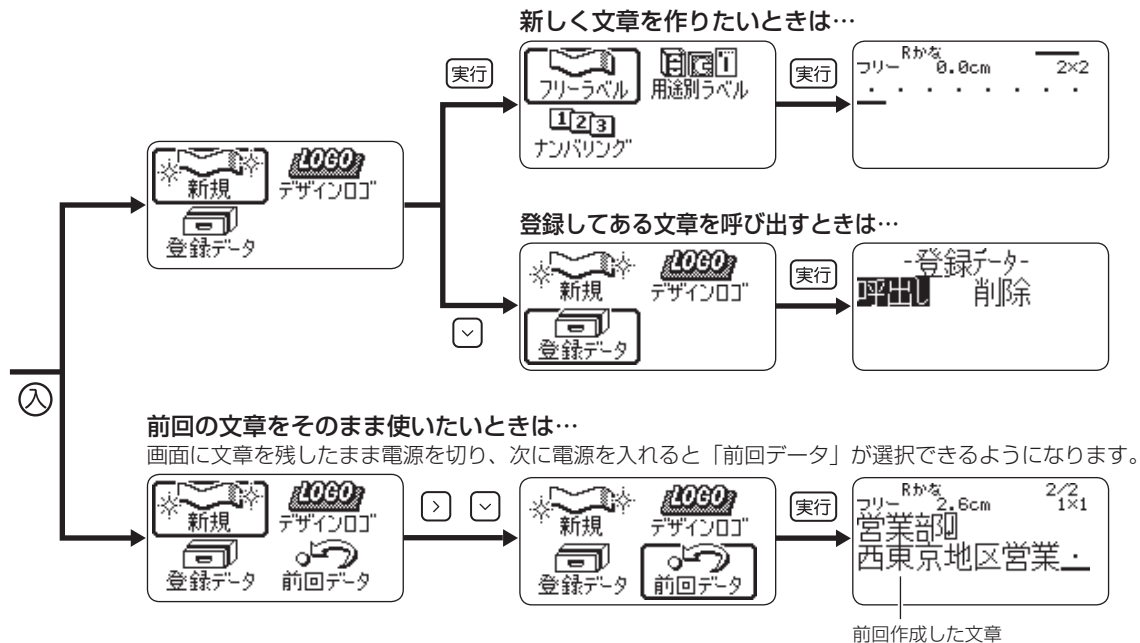 新しく文章を作りたいときは…
実行
フリーラベル 用途別ラベル
ナンバリング
実行
Rかな
フリー 0.0cm 2×2
LOGO
新規 デザインロゴ
登録データ
登録してある文章を呼び出すときは…
LOGO
新規 デザインロゴ
登録データ
実行
-登録データ-
呼出し 削除
入
前回の文章をそのまま使いたいときは…
画面に文章を残したまま電源を切り、次に電源を入れると「前回データ」が選択できるようになります。
LOGO
新規 デザインロゴ
登録データ 前回データ
LOGO
新規 デザインロゴ
登録データ 前回データ
実行
Rかな 2/2
フリー 2.6cm 1×1
営業部
西東京地区営業・
前回作成した文章